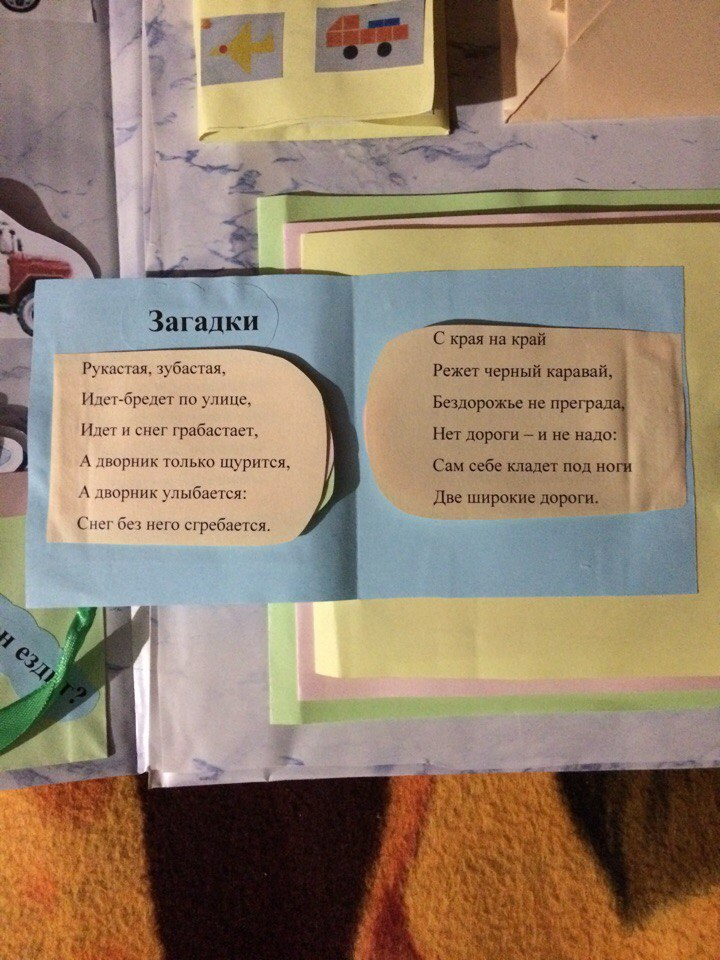 Загадки
Рукастая, зубастая,
Идет-бредет по улице,
Идет и снег грабастает,
А дворник только щурится,
А дворник улыбается:
Снег без него сгребается.
С края на край
Режет черный каравай,
Бездорожье не преграда,
Нет дороги – и не надо:
Сам себе кладет под ноги
Две широкие дороги.
ездит?